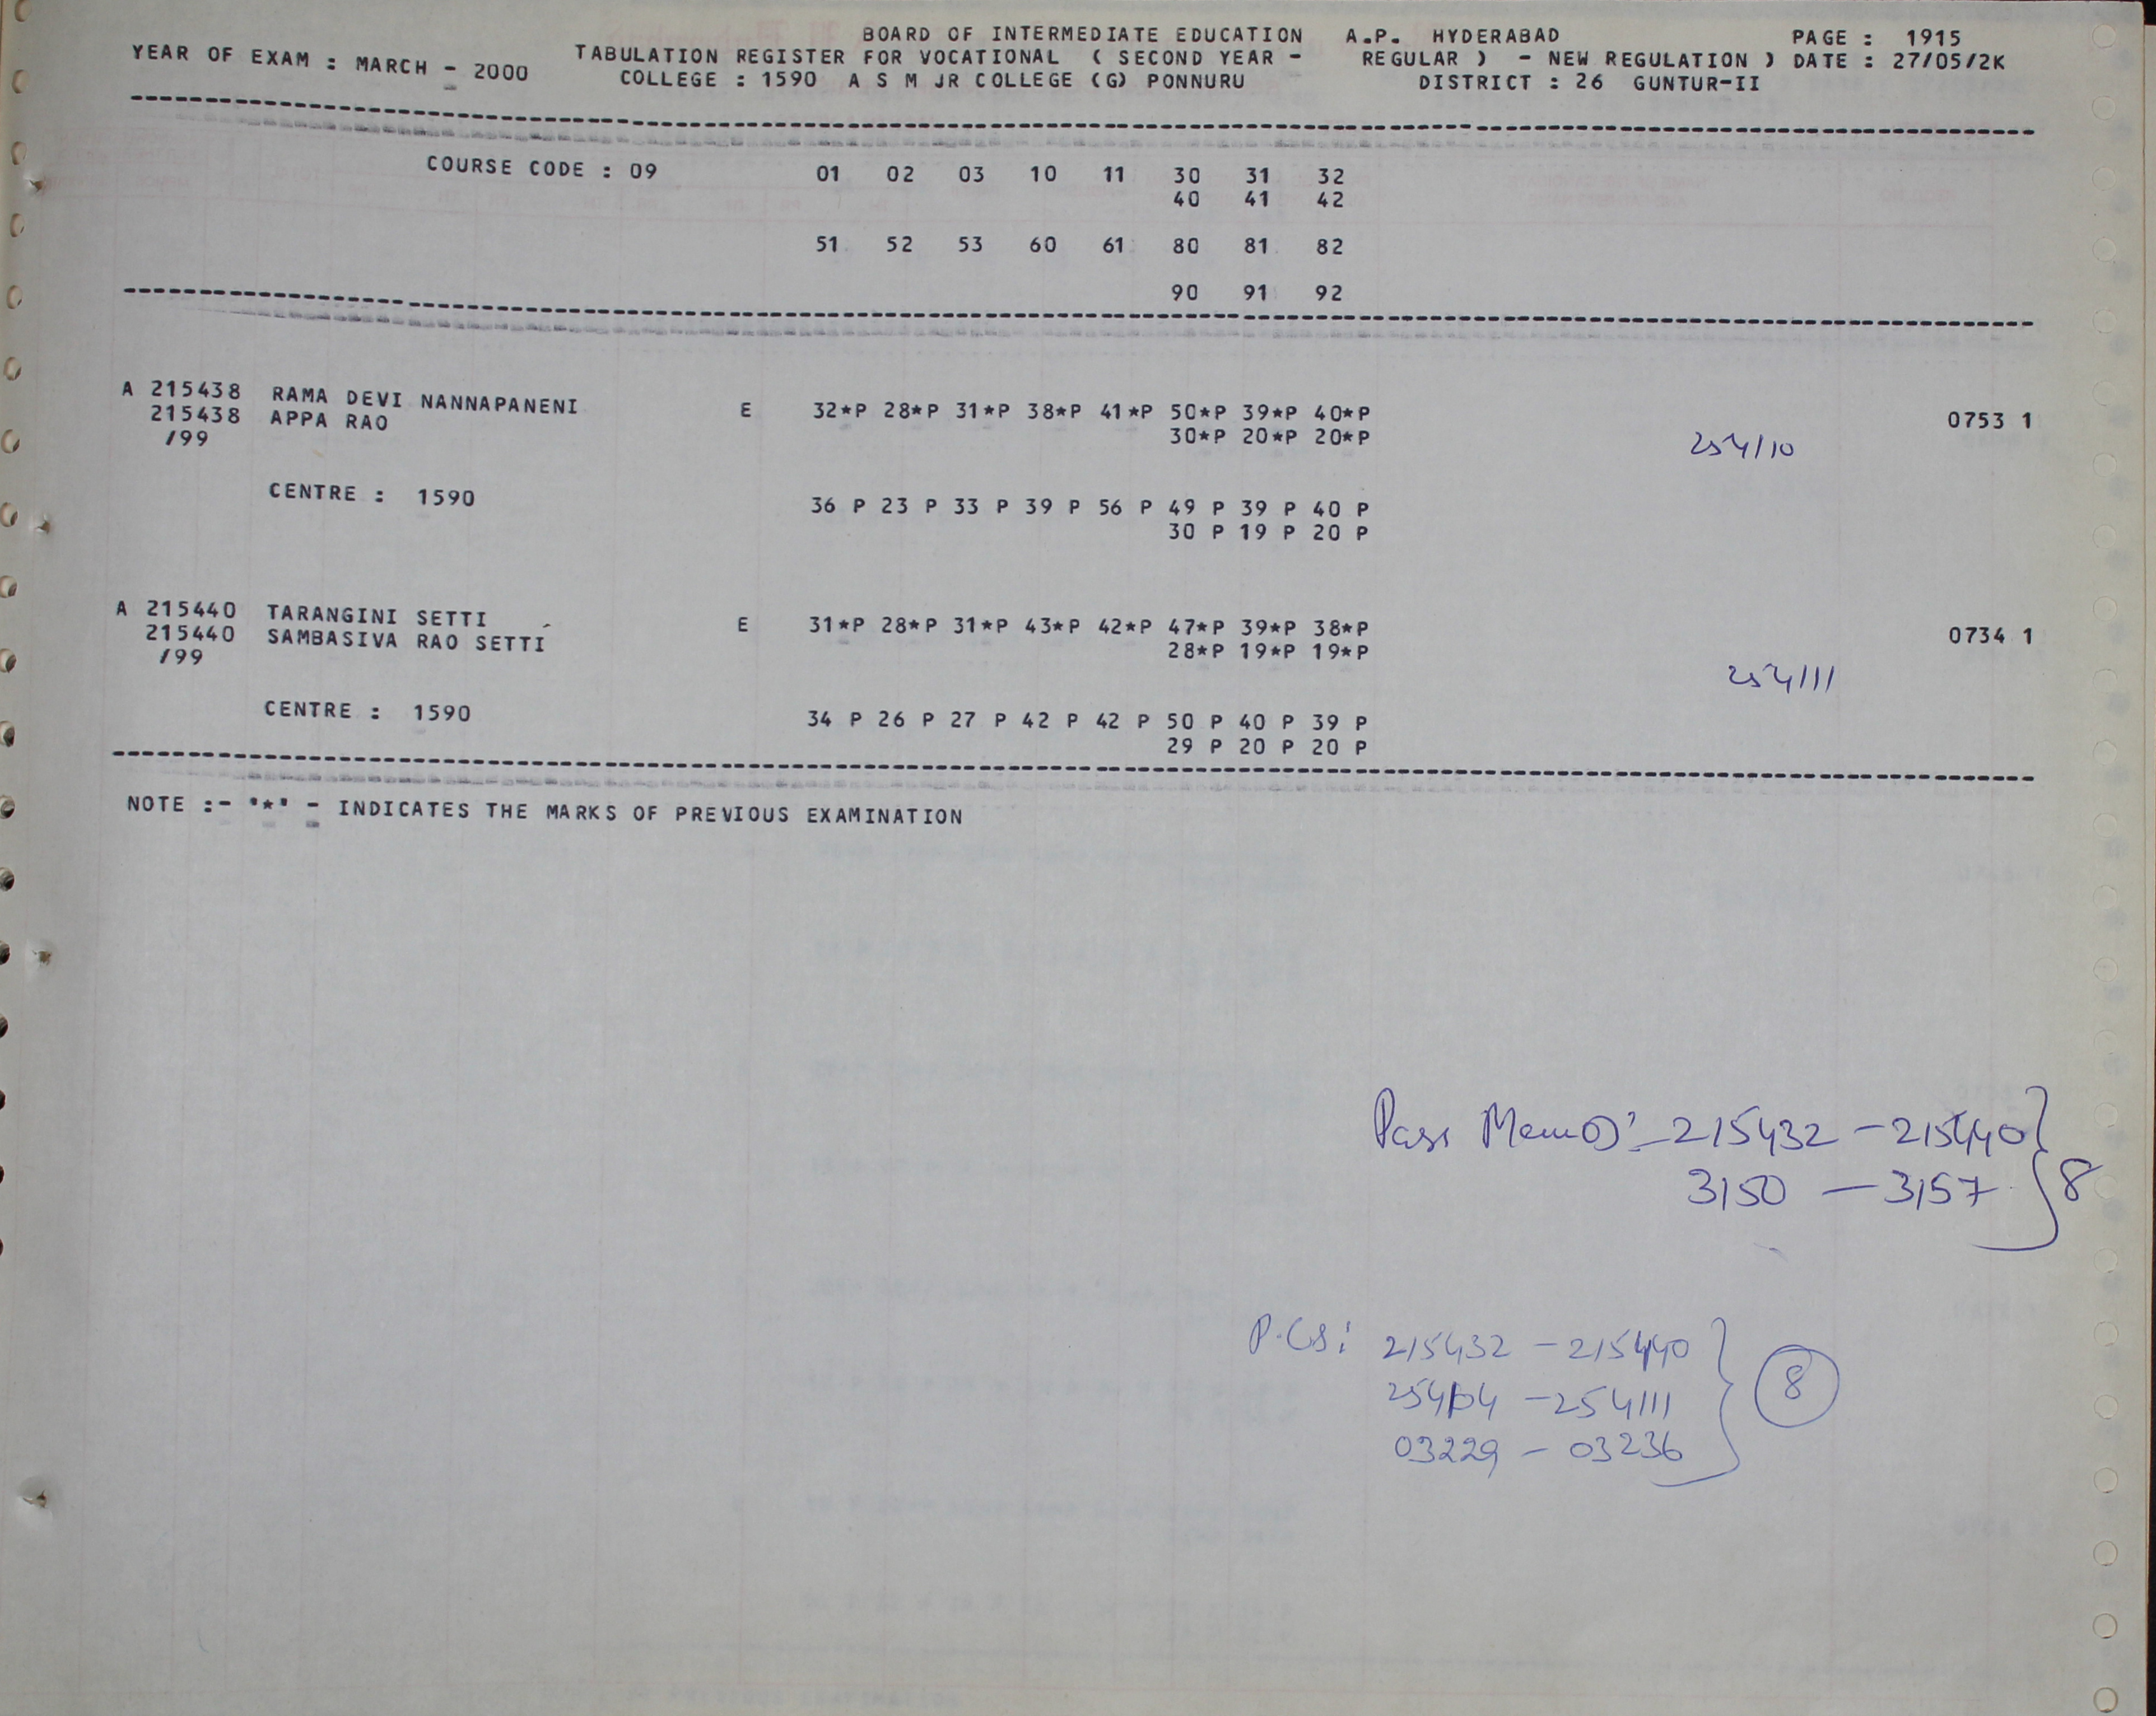 BOARD OF INTERMEDIATE EDUCATION A.P. HYDERABAD PAGE : 1915
YEAR OF EXAM : MARCH - 2000 TABULATION REGISTER FOR VOCATIONAL ( SECOND YEAR - REGULAR ) - NEW REGULATION ) DATE : 27/05/2K
COLLEGE : 1590 A S M JR COLLEGE (G) PONNURU DISTRICT : 26 GUNTUR-II
COURSE CODE : 09 01 02 03 10 11 30 31 32
40 41 42
51 52 53 60 61 80 81 82
90 91 92
A 215438 RAMA DEVI NANNAPANENI E 32*P 28*P 31*P 38*P 41*P 50*P 39*P 40*P 0753 1
215438 APPA RAO 30*P 20*P 20*P
/99 254110
CENTRE : 1590 36 P 23 P 33 P 39 P 56 P 49 P 39 P 40 P
30 P 19 P 20 P
A 215440 TARANGINI SETTI E 31*P 28*P 31*P 43*P 42*P 47*P 39*P 38*P 0734 1
215440 SAMBASIVA RAO SETTI 28*P 19*P 19*P
/99 254111
CENTRE : 1590 34 P 26 P 27 P 42 P 42 P 50 P 40 P 39 P
29 P 20 P 20 P
NOTE :- '*' - INDICATES THE MARKS OF PREVIOUS EXAMINATION
Pass Memos:- 215432 - 215440
3150 - 3157 } 8
P.Cs: 215432 - 215440
254104 - 254111 } 8
03229 - 03236